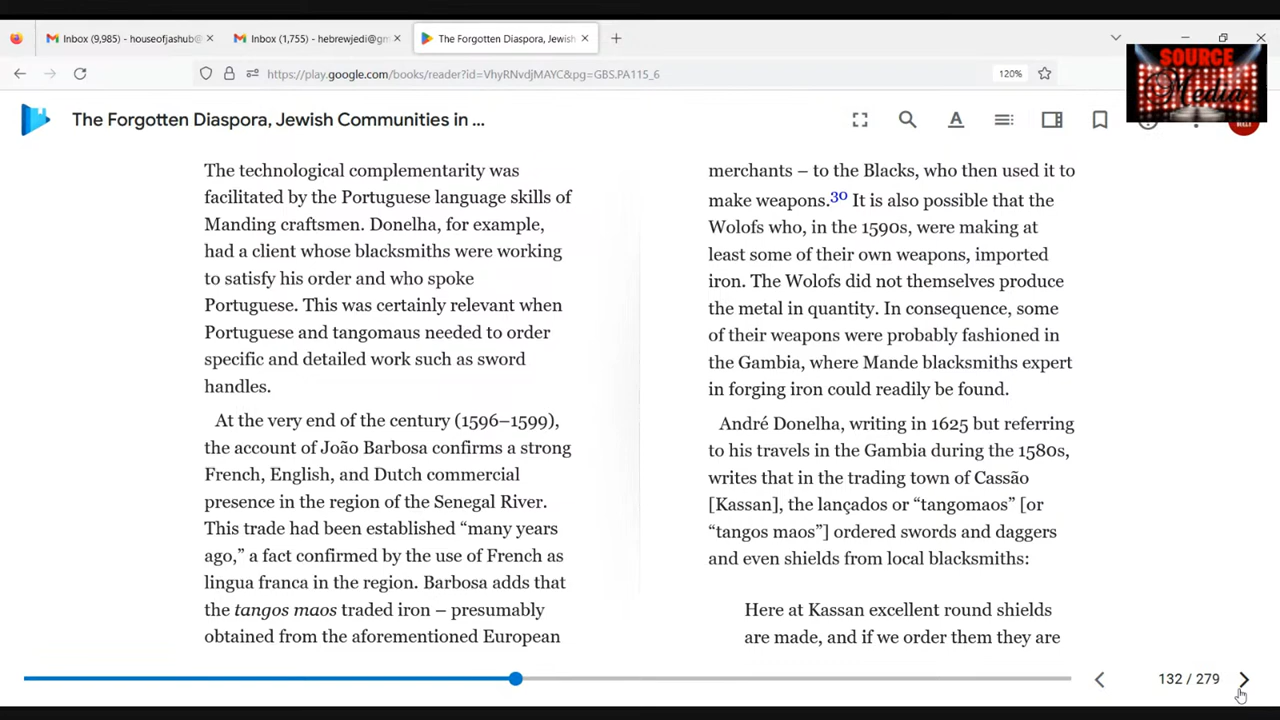 Inbox (9,985) - houseofjashub@
Inbox (1,755) - hebrewjedi@gm
The Forgotten Diaspora, Jewish
https://play.google.com/books/reader?id=VhyRNvdjMAYC&pg=GBS.PA115_6
120%
SOURCE
Media
The Forgotten Diaspora, Jewish Communities in ...
The technological complementarity was
facilitated by the Portuguese language skills of
Manding craftsmen. Donelha, for example,
had a client whose blacksmiths were working
to satisfy his order and who spoke
Portuguese. This was certainly relevant when
Portuguese and tangomaus needed to order
specific and detailed work such as sword
handles.
At the very end of the century (1596–1599),
the account of João Barbosa confirms a strong
French, English, and Dutch commercial
presence in the region of the Senegal River.
This trade had been established “many years
ago,” a fact confirmed by the use of French as
lingua franca in the region. Barbosa adds that
the tangos maos traded iron – presumably
obtained from the aforementioned European
merchants – to the Blacks, who then used it to
make weapons.30 It is also possible that the
Wolofs who, in the 1590s, were making at
least some of their own weapons, imported
iron. The Wolofs did not themselves produce
the metal in quantity. In consequence, some
of their weapons were probably fashioned in
the Gambia, where Mande blacksmiths expert
in forging iron could readily be found.
André Donelha, writing in 1625 but referring
to his travels in the Gambia during the 1580s,
writes that in the trading town of Cassão
[Kassan], the lançados or “tangomaos” [or
“tangos maos”] ordered swords and daggers
and even shields from local blacksmiths:
Here at Kassan excellent round shields
are made, and if we order them they are
132 / 279